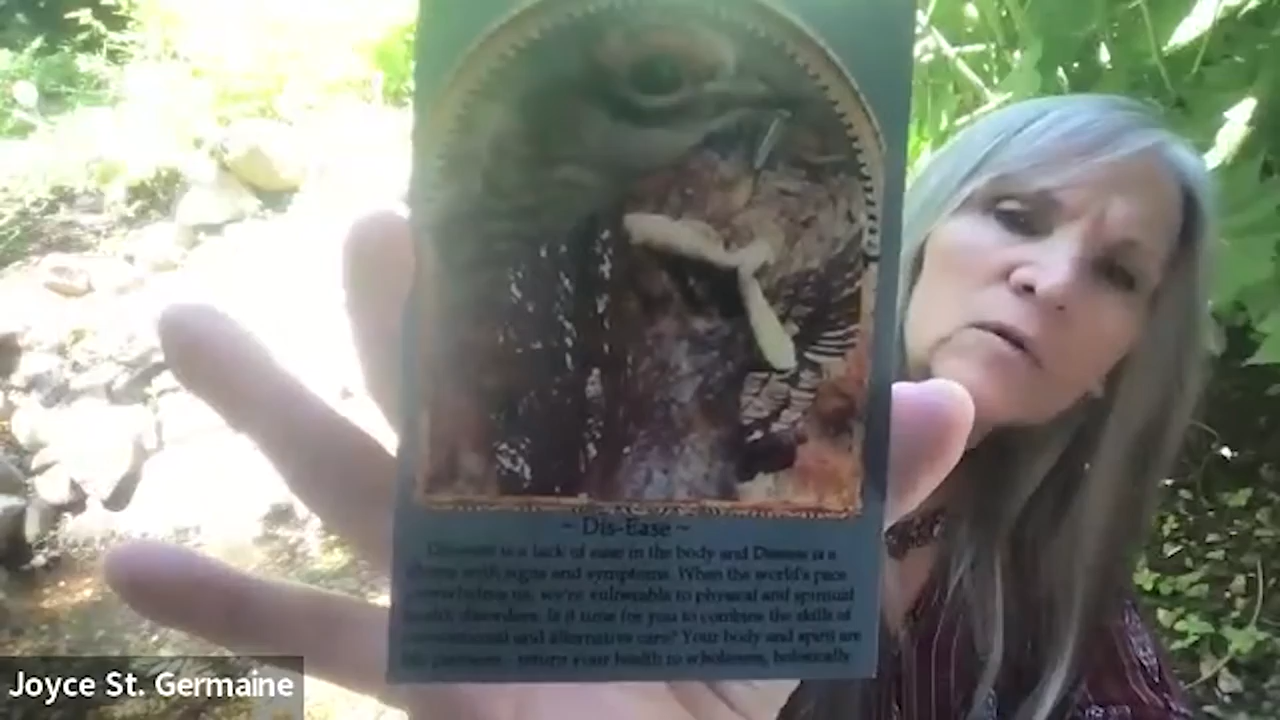 ~ Dis-Ease ~
is a lack of ease in the body and Disease is a
with signs and symptoms. When the world's pace
overwhelms us, we're vulnerable to physical and spiritual
health disorders. Is it time for you to combine the skills of
conventional and alternative care? Your body and spirit are
life partners - return your health to wholeness, holistically
Joyce St. Germaine